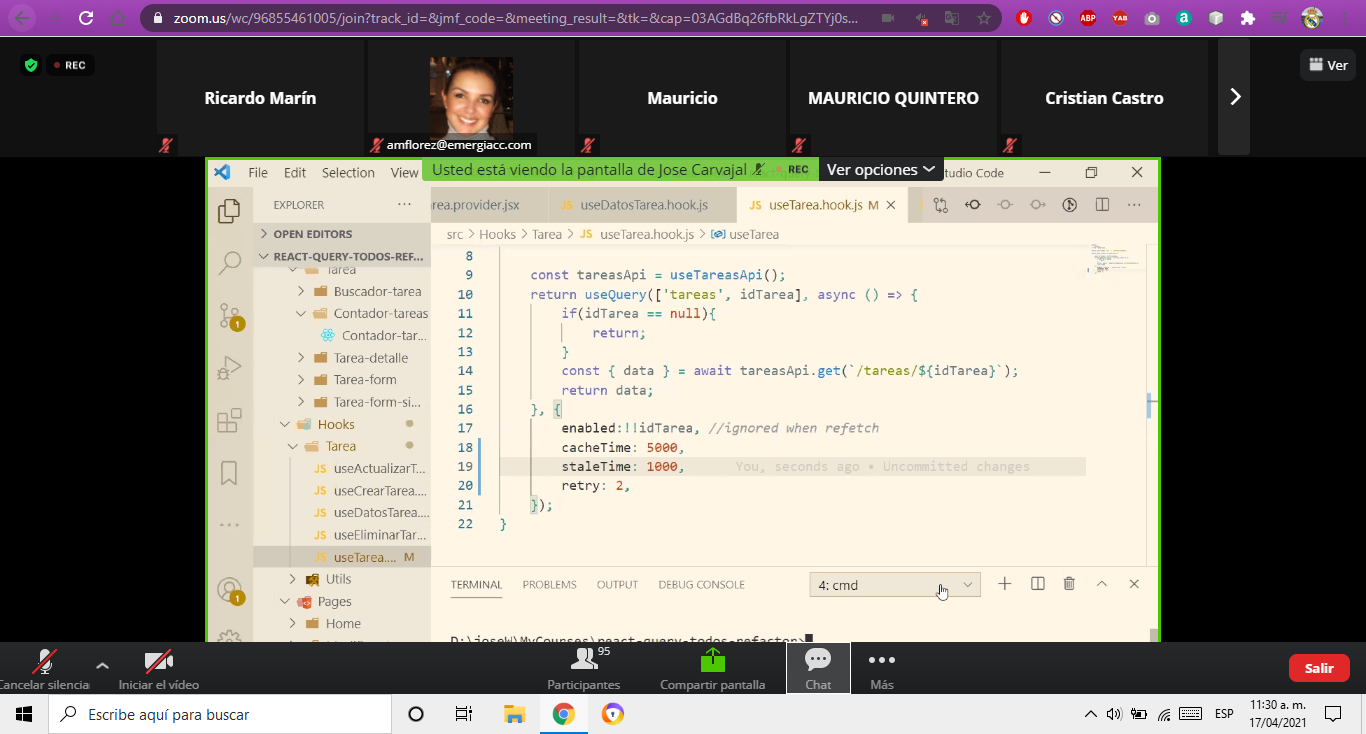 zoom.us/wc/96855461005/join?track_id=&jmf_code=&meeting_result=&tk=&cap=03AGdBq26fbRkLgZTYj0s...
ABP
YAB
a
REC
Ricardo Marín
amflorez@emergiacc.com
Mauricio
MAURICIO QUINTERO
Cristian Castro
Ver
File Edit Selection View
Usted está viendo la pantalla de Jose Carvajal
REC
Ver opciones
tudio Code
EXPLORER
rea.provider.jsx
JS useDatosTarea.hook.js
JS useTarea.hook.js M
OPEN EDITORS
REACT-QUERY-TODOS-REF...
Tarea
Buscador-tarea
Contador-tareas
Contador-tar...
Tarea-detalle
Tarea-form
Tarea-form-si...
Hooks
Tarea
JS useActualizarT...
JS useCrearTarea....
JS useDatosTarea....
JS useEliminarTar...
JS useTarea.... M
Utils
Pages
Home
1
1
src > Hooks > Tarea > JS useTarea.hook.js > useTarea
8
9 const tareasApi = useTareasApi();
10 return useQuery(['tareas', idTarea], async () => {
11 if(idTarea == null){
12 return;
13 }
14 const { data } = await tareasApi.get(`/tareas/${idTarea}`);
15 return data;
16 }, {
17 enabled:!!idTarea, //ignored when refetch
18 cacheTime: 5000,
19 staleTime: 1000, You, seconds ago • Uncommitted changes
20 retry: 2,
21 });
22 }
TERMINAL PROBLEMS OUTPUT DEBUG CONSOLE
4: cmd
D:\joseW\MyCourses\react-query-todos-refactor>
Cancelar silencia
Iniciar el vídeo
95
Participantes
Compartir pantalla
Chat
Más
Salir
Escribe aquí para buscar
ESP
11:30 a. m.
17/04/2021